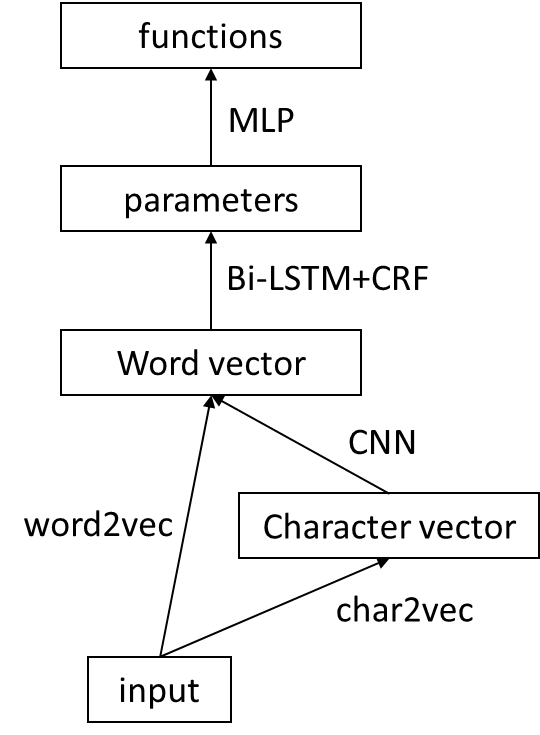 functions
MLP
parameters
Bi-LSTM+CRF
Word vector
CNN
word2vec
Character vector
char2vec
input